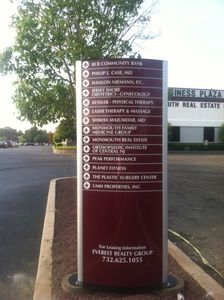 BCB COMMUNITY BANK
PHILIP L. CASE, MD
HANLON NIEMANN, P.C.
JERSEY SHORE
OBSTETRICS - GYNECOLOGY
KESSLER - PHYSICAL THERAPY
LASER THERAPY & MASSAGE
SHIKHA MAJUMDAR, MD
MONMOUTH FAMILY
MEDICINE GROUP
MONMOUTH REAL ESTATE
ORTHOPAEDIC INSTITUTE
OF CENTRAL NJ
PEAK PERFORMANCE
PLANET FITNESS
THE PLASTIC SURGERY CENTER
UMH PROPERTIES, INC.
For Leasing Information
EVEREST REALTY GROUP
732.625.1055
SINESS PLAZA
UTH REAL ESTATE